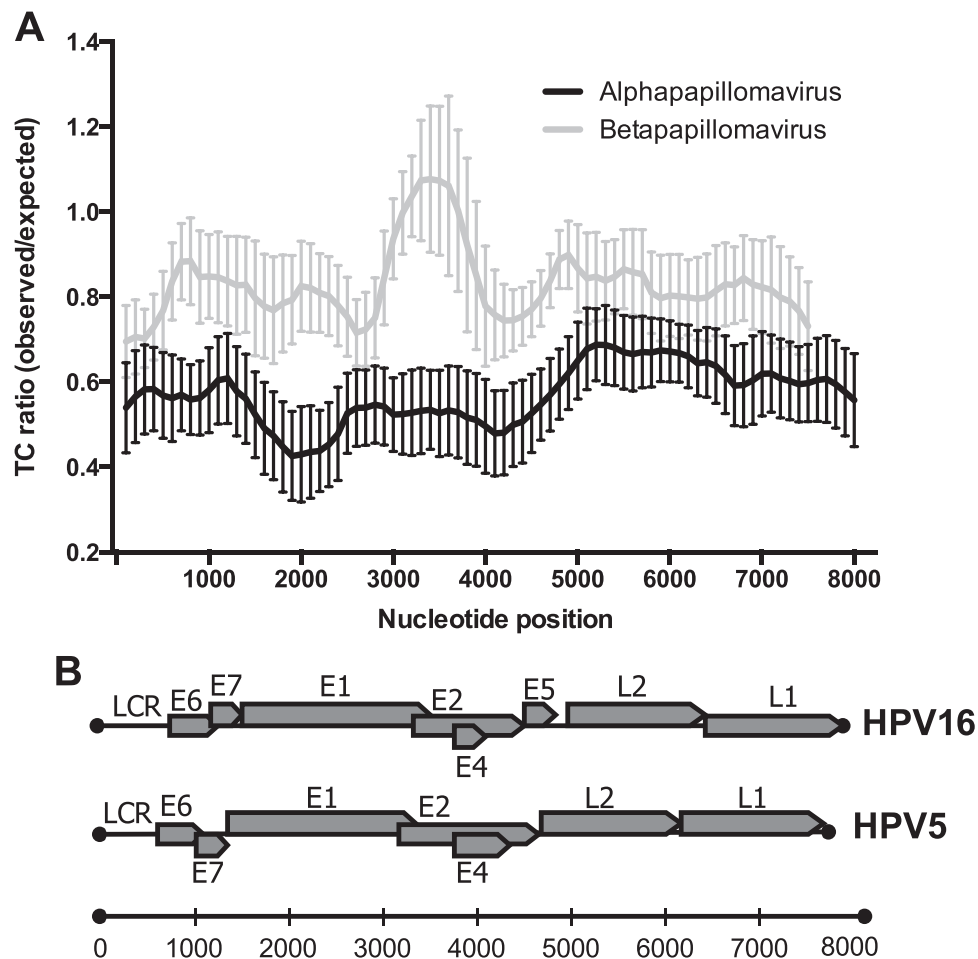 A
1.4
1.2
1.0
0.8
0.6
0.4
0.2
TC ratio (observed/expected)
Alphapapillomavirus
Betapapillomavirus
1000 2000 3000 4000 5000 6000 7000 8000
Nucleotide position
B
LCR E6 E7 E1 E2 E5 L2 L1
HPV16
E4
LCR E6 E1 E2 L2 L1
HPV5
E7 E4
0 1000 2000 3000 4000 5000 6000 7000 8000